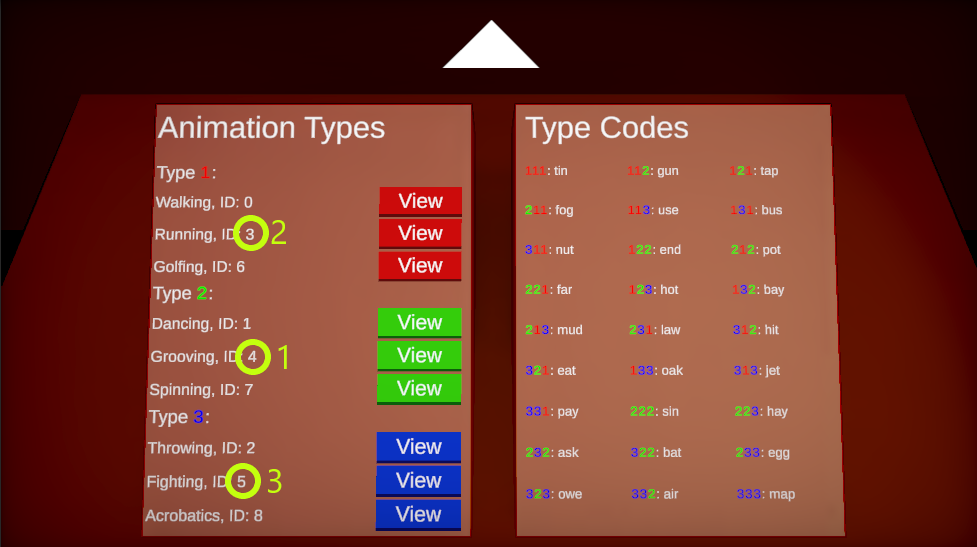 Animation Types
Type 1:
Walking, ID: 0 View
Running, ID: 3 2 View
Golfing, ID: 6 View
Type 2:
Dancing, ID: 1 View
Grooving, ID: 4 1 View
Spinning, ID: 7 View
Type 3:
Throwing, ID: 2 View
Fighting, ID: 5 3 View
Acrobatics, ID: 8 View
Type Codes
111: tin 112: gun 121: tap
211: fog 113: use 131: bus
311: nut 122: end 212: pot
221: far 123: hot 132: bay
213: mud 231: law 312: hit
321: eat 133: oak 313: jet
331: pay 222: sin 223: hay
232: ask 322: bat 233: egg
323: owe 332: air 333: map